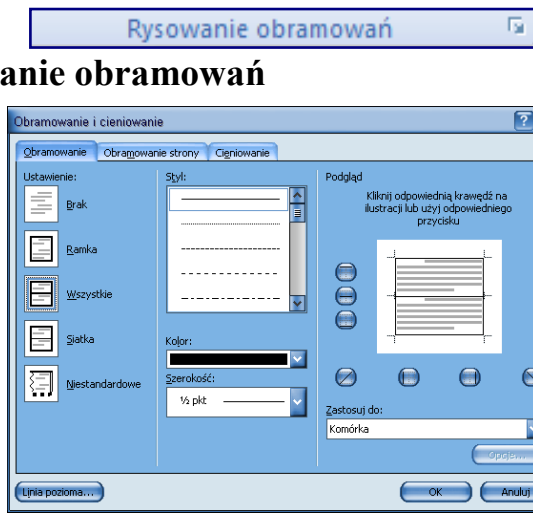 Rysowanie obramowań
anie obramowań
Obramowanie i cieniowanie
?
Obramowanie Obramowanie strony Cieniowanie
Ustawienie:
Brak
Ramka
Wszystkie
Siatka
Niestandardowe
Styl:
Kolor:
Szerokość:
½ pkt
Podgląd
Kliknij odpowiednią krawędź na
ilustracji lub użyj odpowiedniego
przycisku
Zastosuj do:
Komórka
Opcje...
Linia pozioma...
OK
Anuluj